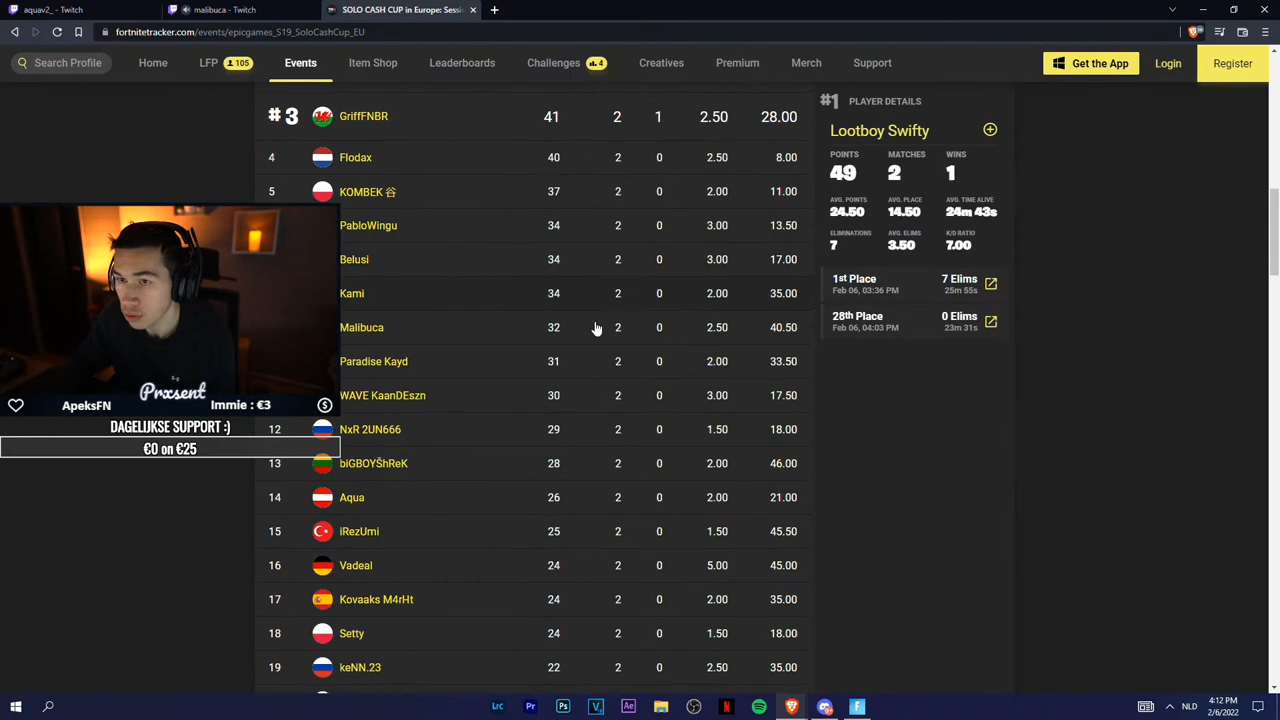 aquav2_ - Twitch
malibuca - Twitch
SOLO CASH CUP in Europe: Sessi
fortnitetracker.com/events/epicgames_S19_SoloCashCup_EU
Search Profile Home LFP 105 Events Item Shop Leaderboards Challenges 4 Creatives Premium Merch Support Get the App Login Register
#3 GriffFNBR 41 2 1 2.50 28.00
4 Flodax 40 2 0 2.50 8.00
5 KOMBEK 谷 37 2 0 2.00 11.00
PabloWingu 34 2 0 3.00 13.50
Belusi 34 2 0 3.00 17.00
Kami 34 2 0 2.00 35.00
Malibuca 32 2 0 2.50 40.50
Paradise Kayd 31 2 0 2.00 33.50
WAVE KaanDEszn 30 2 0 3.00 17.50
12 NxR 2UN666 29 2 0 1.50 18.00
13 biGBOYŠhReK 28 2 0 2.00 46.00
14 Aqua 26 2 0 2.00 21.00
15 iRezUmi 25 2 0 1.50 45.50
16 Vadeal 24 2 0 5.00 45.00
17 Kovaaks M4rHt 24 2 0 2.00 35.00
18 Setty 24 2 0 1.50 18.00
19 keNN.23 22 2 0 2.50 35.00
#1 PLAYER DETAILS
Lootboy Swifty
POINTS MATCHES WINS
49 2 1
AVG. POINTS AVG. PLACE AVG. TIME ALIVE
24.50 14.50 24m 43s
ELIMINATIONS AVG. ELIMS K/D RATIO
7 3.50 7.00
1st Place 7 Elims
Feb 06, 03:36 PM 25m 55s
28th Place 0 Elims
Feb 06, 04:03 PM 23m 31s
Prxsent
ApeksFN Immie : €3
DAGELIJKSE SUPPORT :)
€0 on €25
Lrc Pr Ps V Ae N F
NLD
4:12 PM
2/6/2022